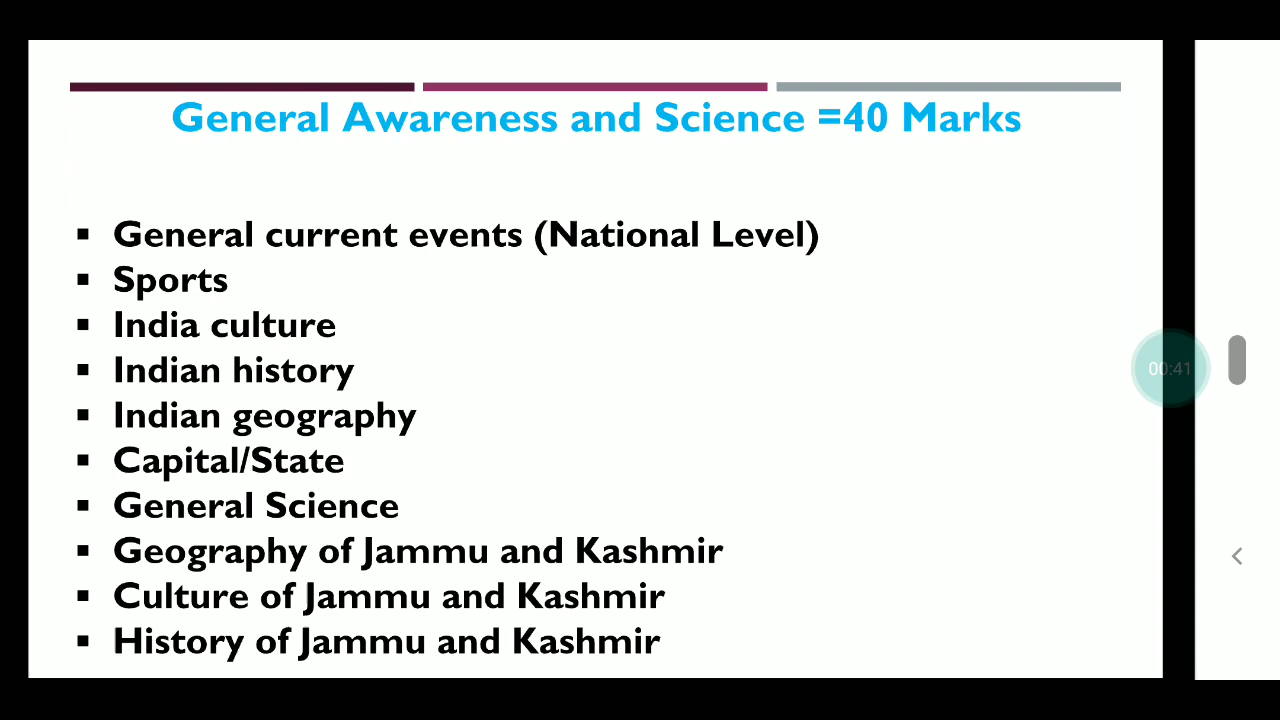 General Awareness and Science =40 Marks
▪ General current events (National Level)
▪ Sports
▪ India culture
▪ Indian history
▪ Indian geography
▪ Capital/State
▪ General Science
▪ Geography of Jammu and Kashmir
▪ Culture of Jammu and Kashmir
▪ History of Jammu and Kashmir
00:41